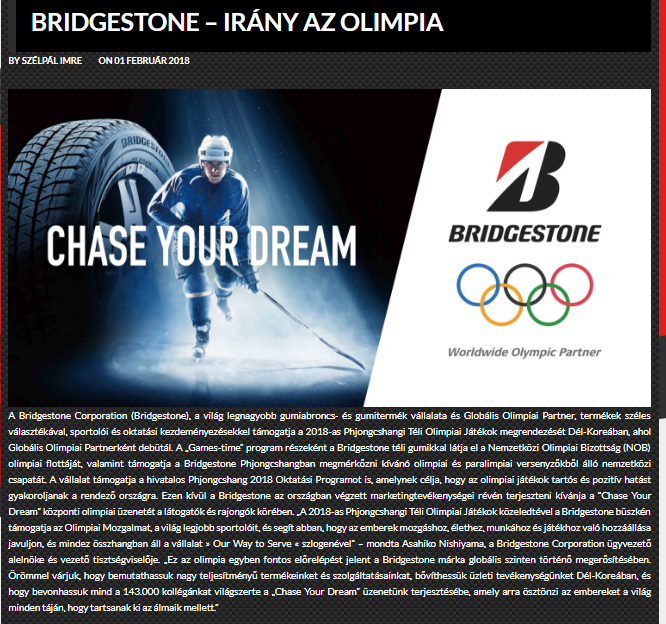 BRIDGESTONE – IRÁNY AZ OLIMPIA
BY SZÉLPÁL IMRE ON 01 FEBRUÁR 2018
BRIDGESTONE
CHASE YOUR DREAM
BRIDGESTONE
Worldwide Olympic Partner
A Bridgestone Corporation (Bridgestone), a világ legnagyobb gumiabroncs- és gumitermék vállalata és Globális Olimpiai Partner, termékek széles
választékával, sportolói és oktatási kezdeményezésekkel támogatja a 2018-as Phjongcshangi Téli Olimpiai Játékok megrendezését Dél-Koreában, ahol
Globális Olimpiai Partnerként debütál. A „Games-time” program részeként a Bridgestone téli gumikkal látja el a Nemzetközi Olimpiai Bizottság (NOB)
olimpiai flottáját, valamint támogatja a Bridgestone Phjongcshangban megmérkőzni kívánó olimpiai és paralimpiai versenyzőkből álló nemzetközi
csapatát. A vállalat támogatja a hivatalos Phjongcshang 2018 Oktatási Programot is, amelynek célja, hogy az olimpiai játékok tartós és pozitív hatást
gyakoroljanak a rendező országra. Ezen kívül a Bridgestone az országban végzett marketingtevékenységei révén terjeszteni kívánja a "Chase Your
Dream” központi olimpiai üzenetét a látogatók és rajongók körében. „A 2018-as Phjongcshangi Téli Olimpiai Játékok közeledtével a Bridgestone büszkén
támogatja az Olimpiai Mozgalmat, a világ legjobb sportolóit, és segít abban, hogy az emberek mozgáshoz, élethez, munkához és játékhoz való hozzáállása
javuljon, és mindez összhangban áll a vállalat » Our Way to Serve « szlogenével” – mondta Asahiko Nishiyama, a Bridgestone Corporation ügyvezető
alelnöke és vezető tisztségviselője. „Ez az olimpia egyben fontos előrelépést jelent a Bridgestone márka globális szinten történő megerősítésében.
Örömmel várjuk, hogy bemutathassuk nagy teljesítményű termékeinket és szolgáltatásainkat, bővíthessük üzleti tevékenységünket Dél-Koreában, és
hogy bevonhassuk mind a 143.000 kollégánkat világszerte a „Chase Your Dream” üzenetünk terjesztésébe, amely arra ösztönzi az embereket a világ
minden táján, hogy tartsanak ki az álmaik mellett.”